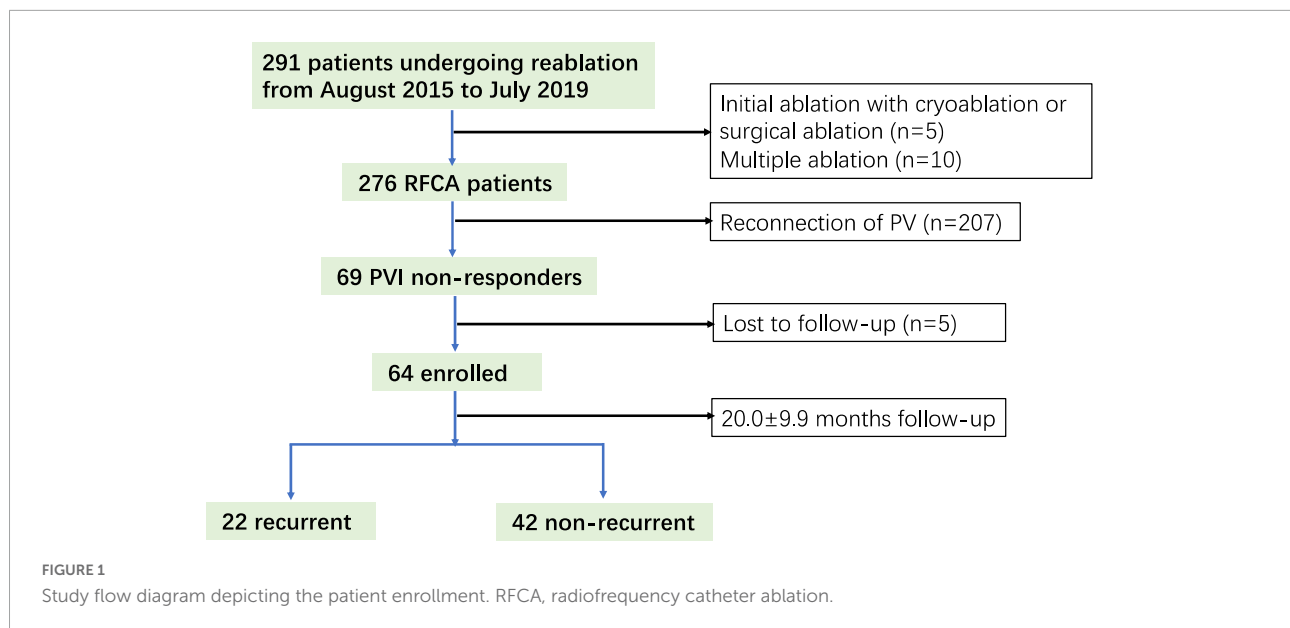 291 patients undergoing reablation
from August 2015 to July 2019
Initial ablation with cryoablation or
surgical ablation (n=5)
Multiple ablation (n=10)
276 RFCA patients
Reconnection of PV (n=207)
69 PVI non-responders
Lost to follow-up (n=5)
64 enrolled
20.0±9.9 months follow-up
22 recurrent
42 non-recurrent
FIGURE 1
Study flow diagram depicting the patient enrollment. RFCA, radiofrequency catheter ablation.